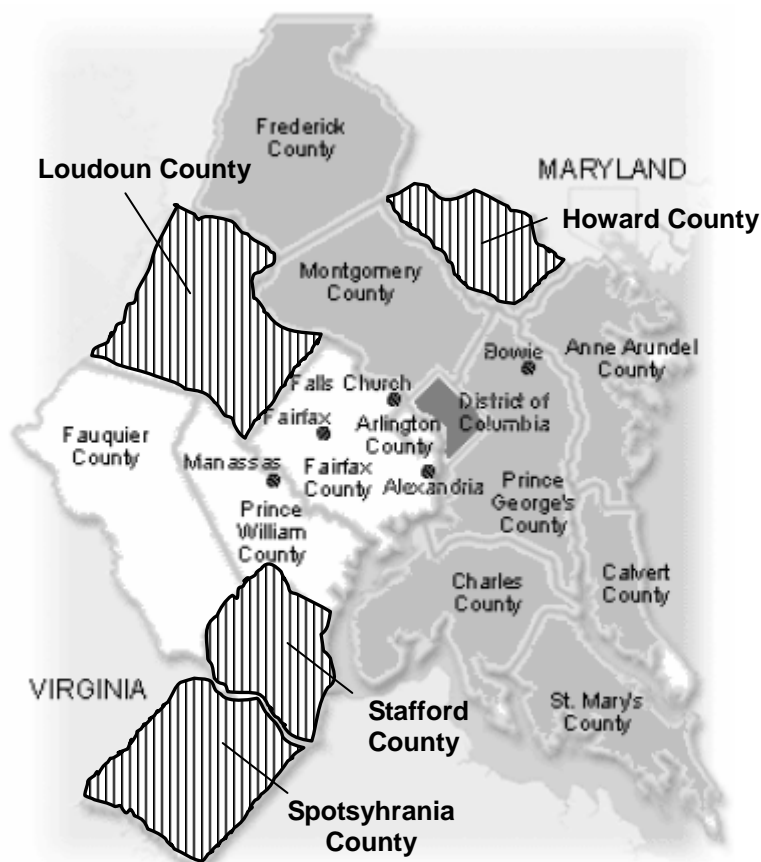 Frederick
County
Loudoun County
MARYLAND
Howard County
Montgomery
County
Bowie
Anne Arundel
County
Falls Church
District of
Columbia
Fairfax
Arlington
County
Fauquier
County
Manassas
Fairfax
County
Alexandria
Prince
George's
County
Prince
William
County
Charles
County
Calvert
County
VIRGINIA
Stafford
County
St. Mary's
County
Spotsyhrania
County